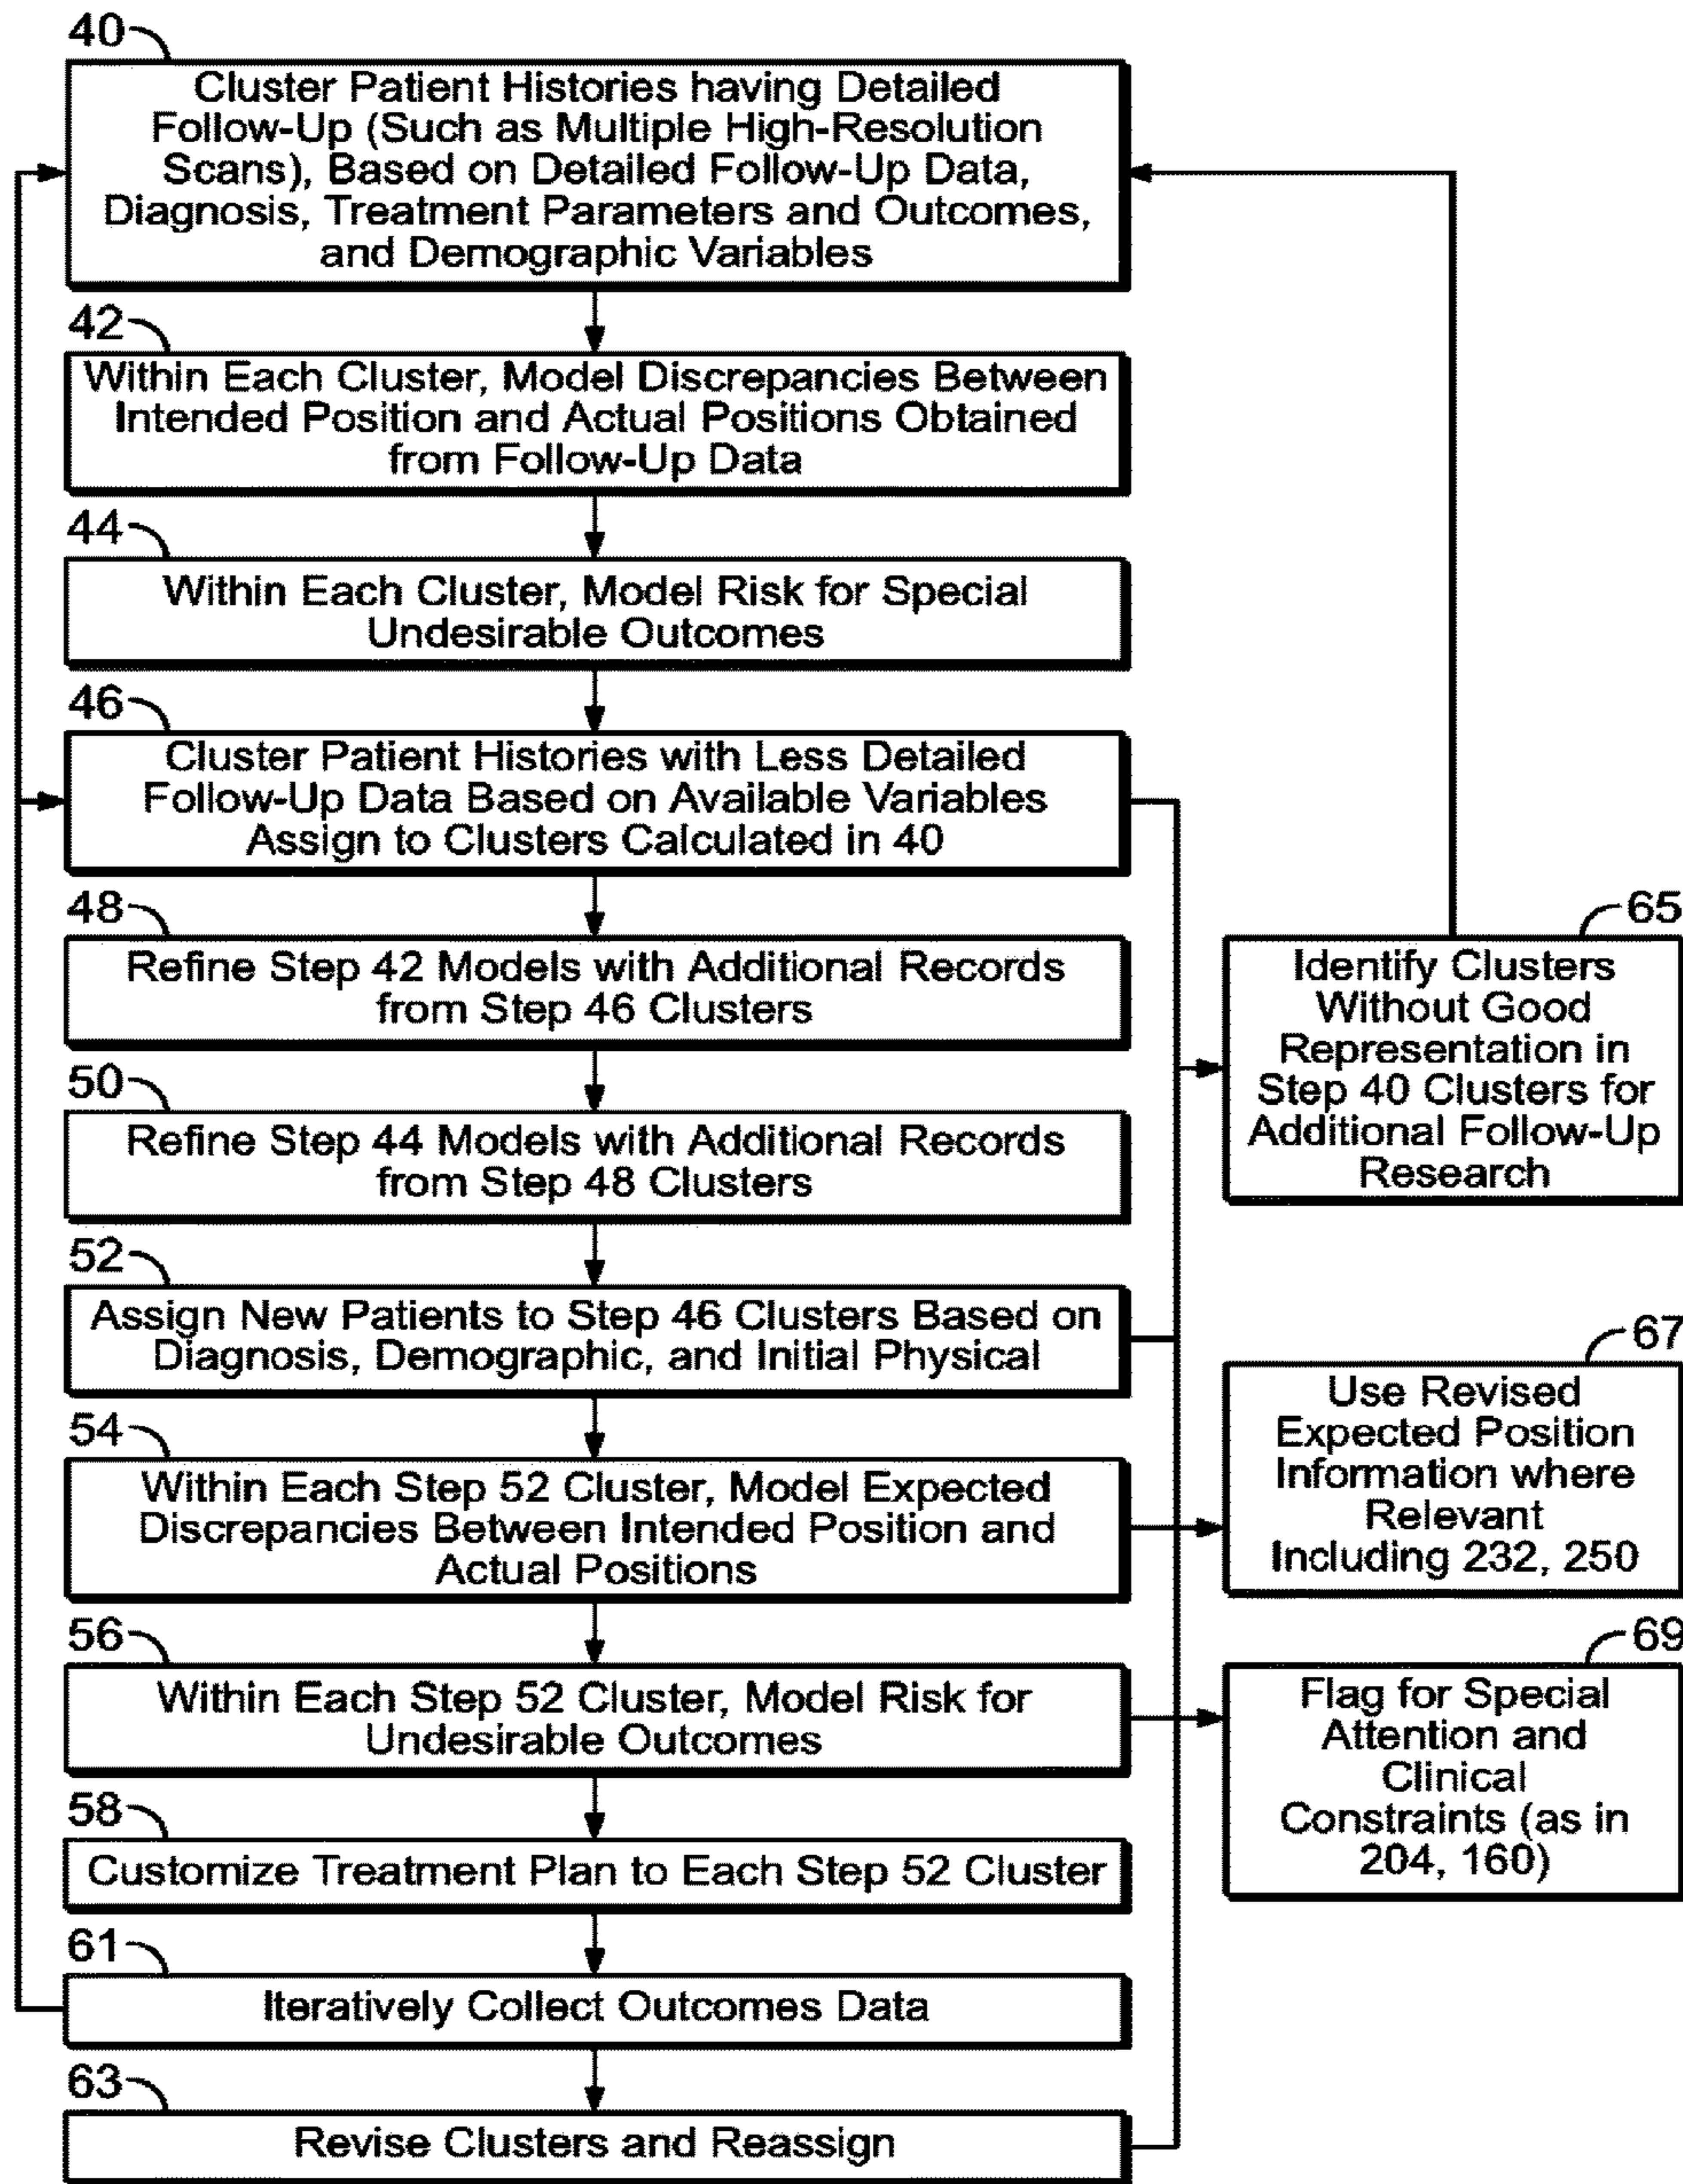 40
Cluster Patient Histories having Detailed
Follow-Up (Such as Multiple High-Resolution
Scans), Based on Detailed Follow-Up Data,
Diagnosis, Treatment Parameters and Outcomes,
and Demographic Variables
42
Within Each Cluster, Model Discrepancies Between
Intended Position and Actual Positions Obtained
from Follow-Up Data
44
Within Each Cluster, Model Risk for Special
Undesirable Outcomes
46
Cluster Patient Histories with Less Detailed
Follow-Up Data Based on Available Variables
Assign to Clusters Calculated in 40
48
Refine Step 42 Models with Additional Records
from Step 46 Clusters
50
Refine Step 44 Models with Additional Records
from Step 48 Clusters
52
Assign New Patients to Step 46 Clusters Based on
Diagnosis, Demographic, and Initial Physical
54
Within Each Step 52 Cluster, Model Expected
Discrepancies Between Intended Position and
Actual Positions
56
Within Each Step 52 Cluster, Model Risk for
Undesirable Outcomes
58
Customize Treatment Plan to Each Step 52 Cluster
61
Iteratively Collect Outcomes Data
63
Revise Clusters and Reassign
65
Identify Clusters
Without Good
Representation in
Step 40 Clusters for
Additional Follow-Up
Research
67
Use Revised
Expected Position
Information where
Relevant
Including 232, 250
69
Flag for Special
Attention and
Clinical
Constraints (as in
204, 160)